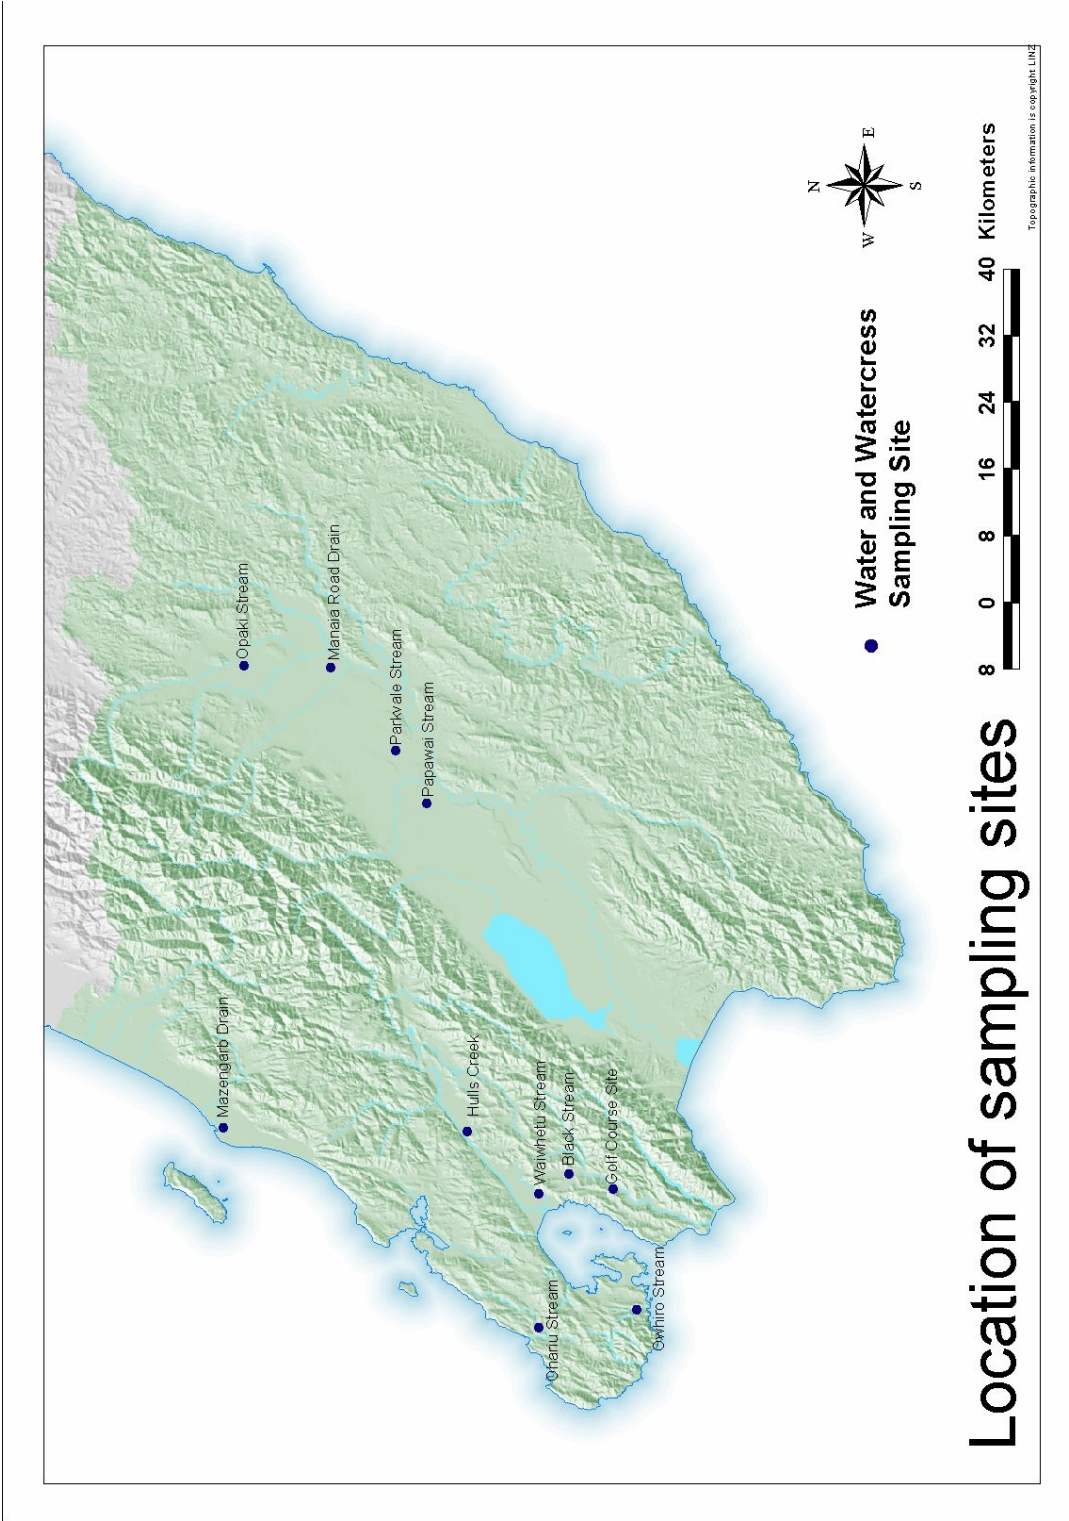 Opaki Stream
Manaia Road Drain
Parkvale Stream
Papawai Stream
Mazengarb Drain
Hulls Creek
Waiwhetu Stream
Black Stream
Golf Course Site
Ohariu Stream
Owhiro Stream
N
W E
S
Water and Watercress
Sampling Site
8 0 8 16 24 32 40 Kilometers
Location of sampling sites
Topographic information is copyright LINZ